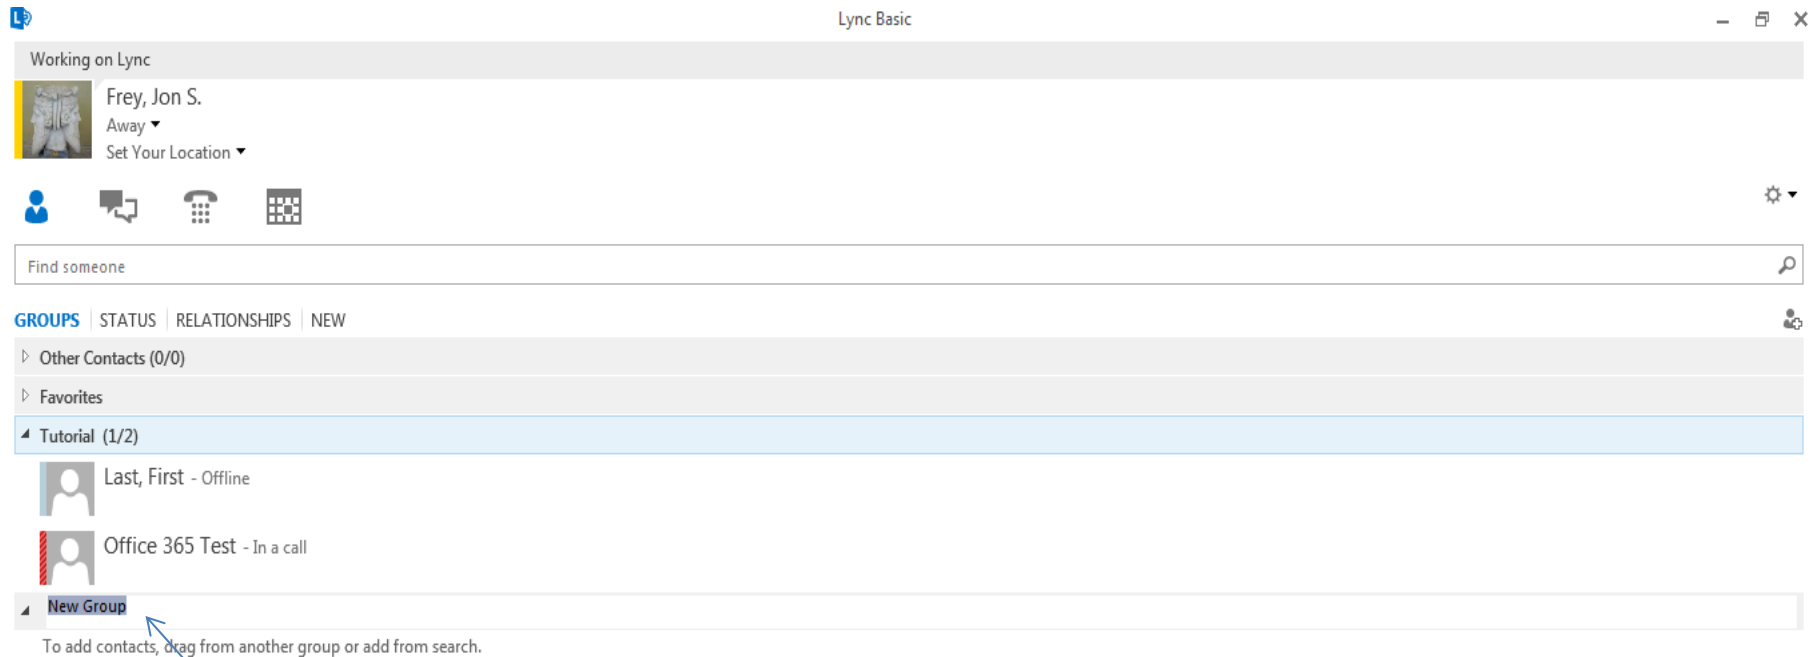 Lync Basic
Working on Lync
Frey, Jon S.
Away
Set Your Location
Find someone
GROUPS STATUS RELATIONSHIPS NEW
Other Contacts (0/0)
Favorites
Tutorial (1/2)
Last, First - Offline
Office 365 Test - In a call
New Group
To add contacts, drag from another group or add from search.